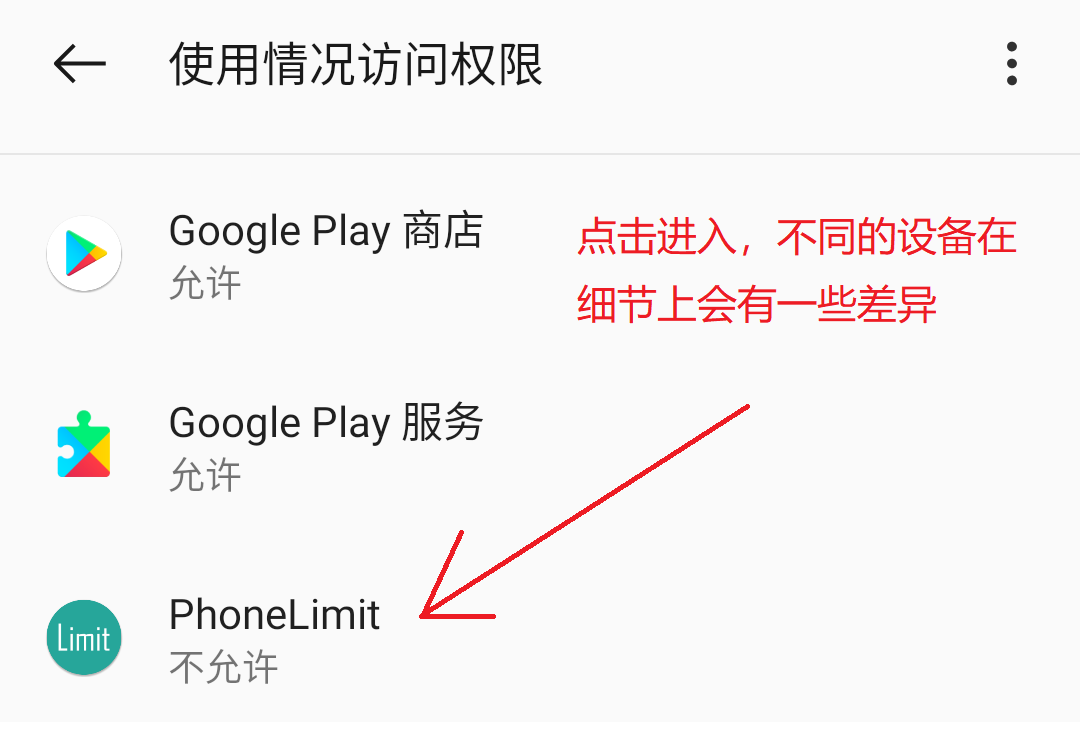 使用情况访问权限
Google Play 商店
允许
点击进入，不同的设备在
细节上会有一些差异
Google Play 服务
允许
Limit
PhoneLimit
不允许